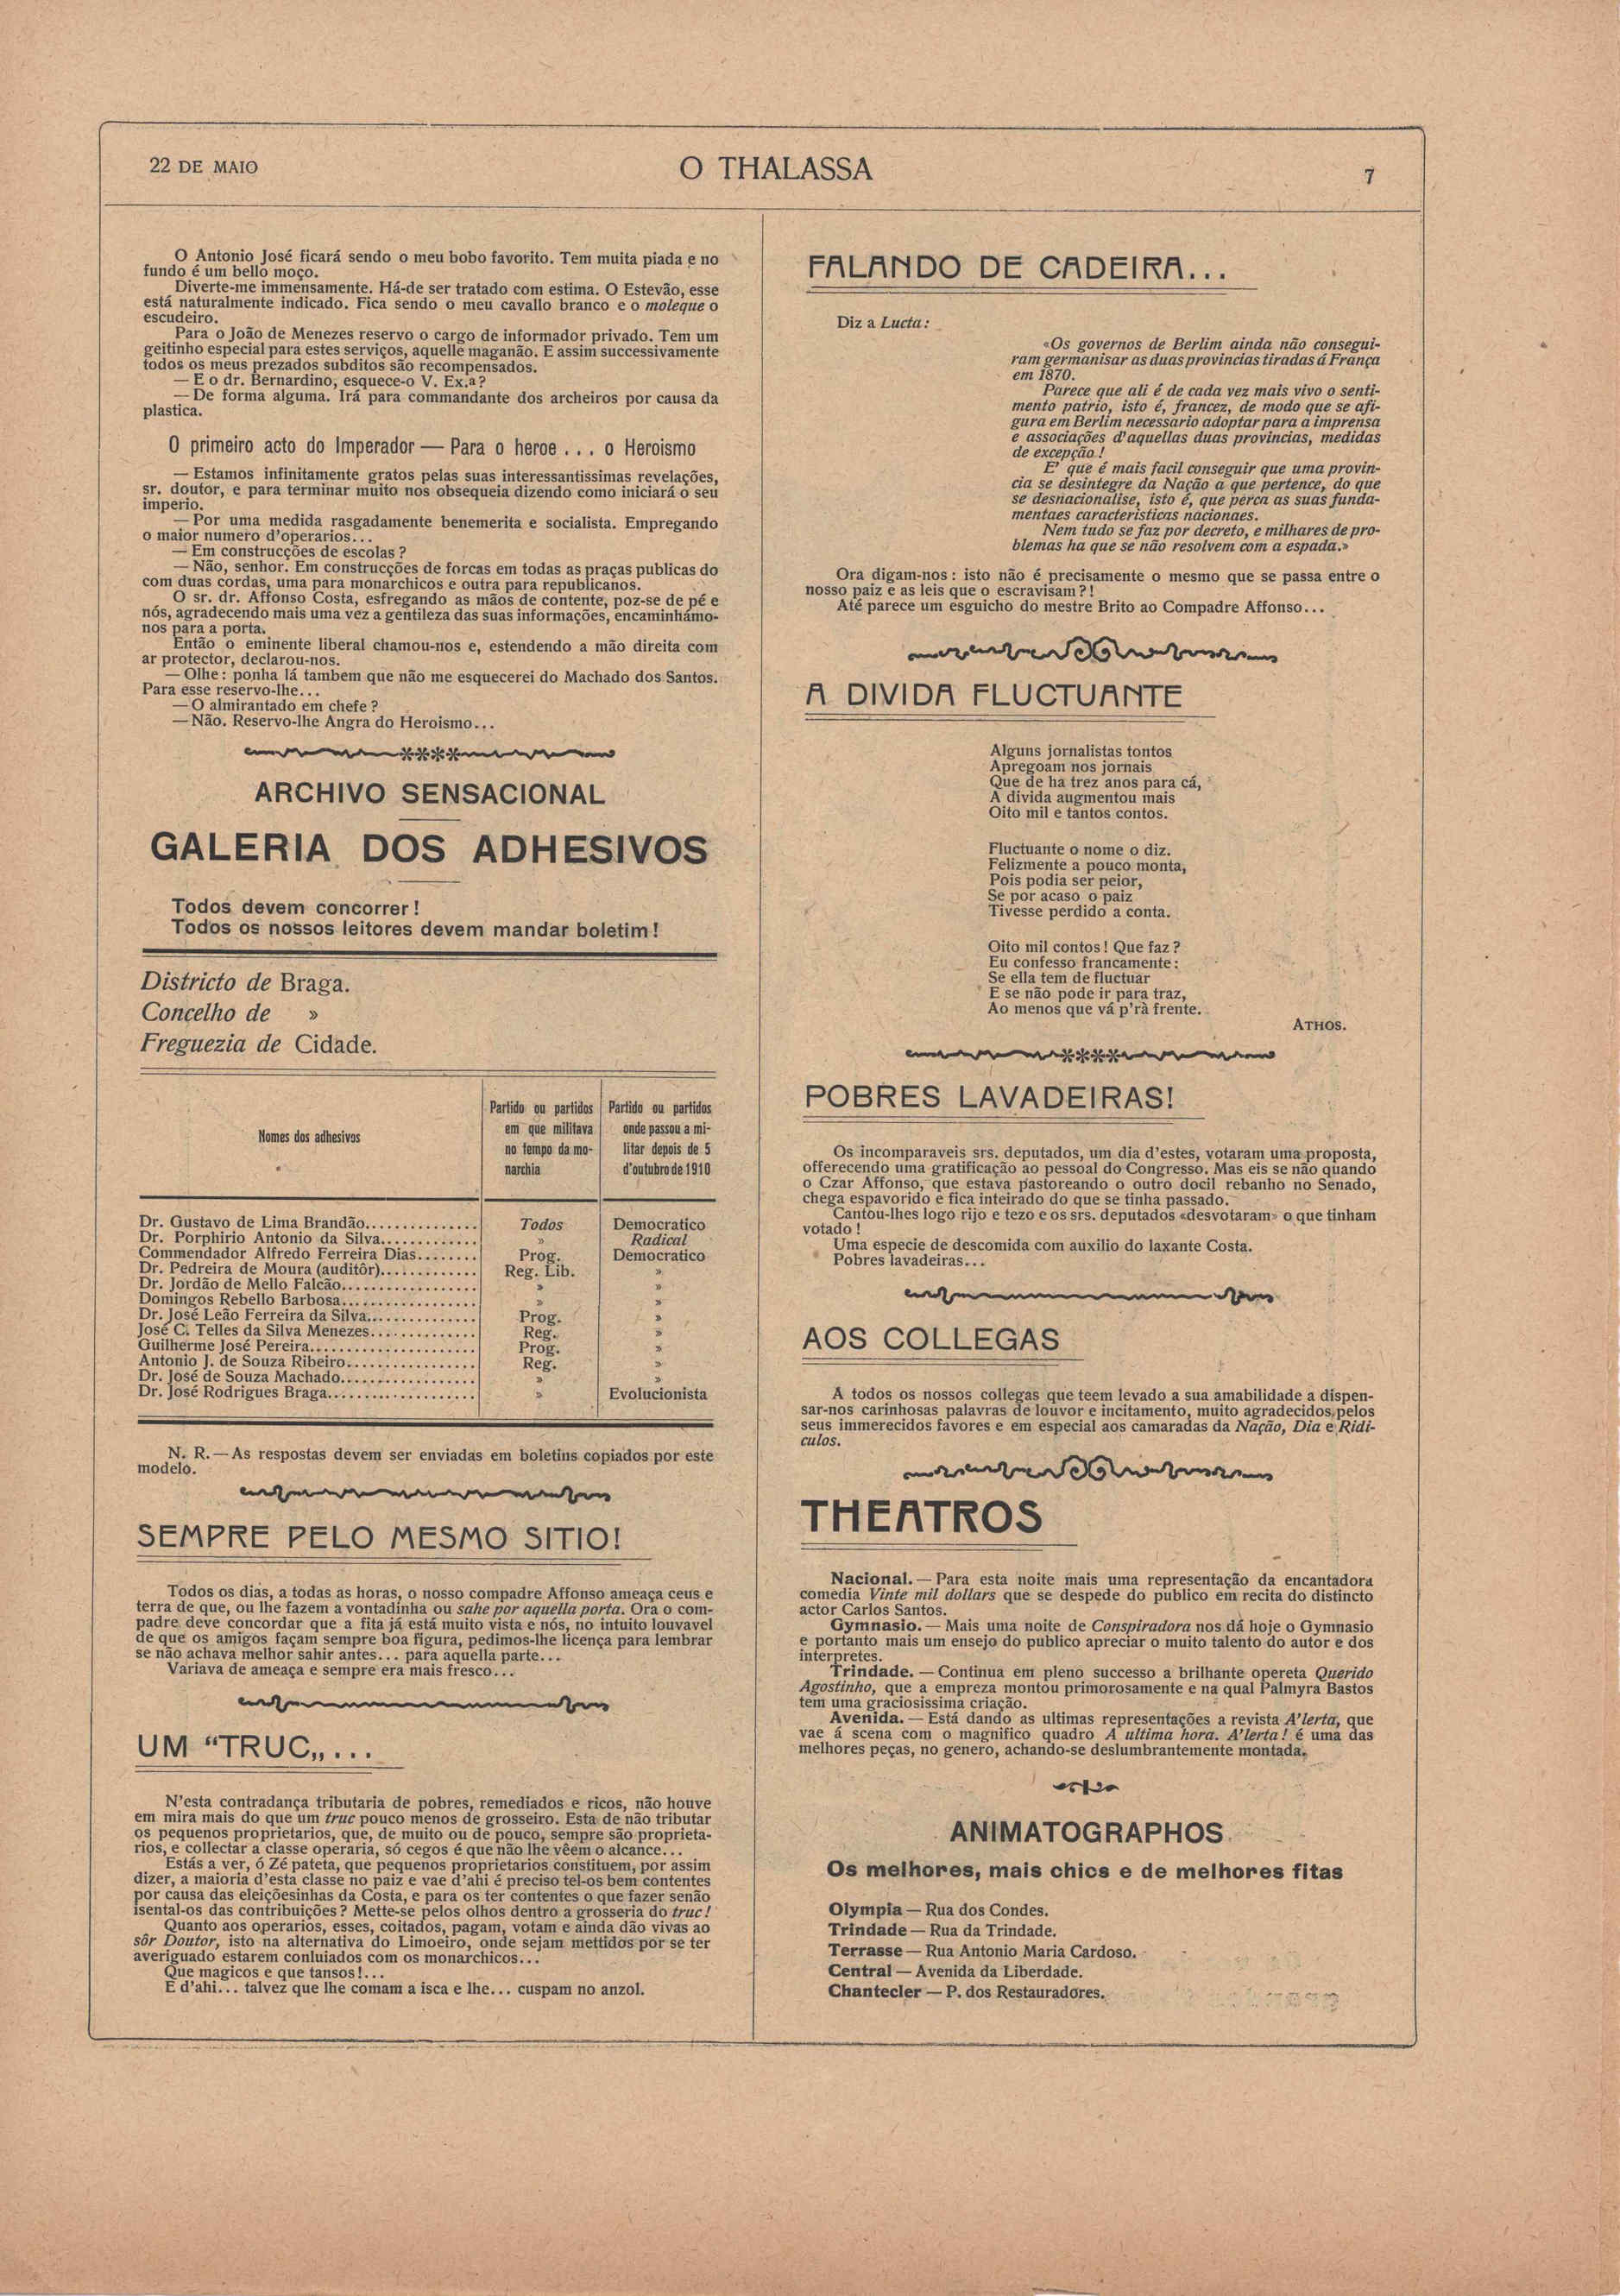 22 DE MAIO
O THALASSA
7
O Antonio José ficará sendo o meu bobo favorito. Tem muita piada e no
fundo é um bello moço.
Diverte-me immensamente. Há-de ser tratado com estima. O Estevão, esse
está naturalmente indicado. Fica sendo o meu cavallo branco e o moleque o
escudeiro.
Para o João de Menezes reservo o cargo de informador privado. Tem um
geitinho especial para estes serviços, aquelle maganão. E assim successivamente
todos os meus prezados subditos são recompensados.
— E o dr. Bernardino, esquece-o V. Ex.a?
— De forma alguma. Irá para commandante dos archeiros por causa da
plastica.
O primeiro acto do Imperador — Para o heroe . . . o Heroismo
— Estamos infinitamente gratos pelas suas interessantissimas revelações,
sr. doutor, e para terminar muito nos obsequeia dizendo como iniciará o seu
imperio.
— Por uma medida rasgadamente benemerita e socialista. Empregando
o maior numero d'operarios...
— Em construcções de escolas ?
— Não, senhor. Em construcções de forcas em todas as praças publicas do
com duas cordas, uma para monarchicos e outra para republicanos.
O sr. dr. Affonso Costa, esfregando as mãos de contente, poz-se de pé e
nós, agradecendo mais uma vez a gentileza das suas informações, encaminhámo-
nos para a porta.
Então o eminente liberal chamou-nos e, estendendo a mão direita com
ar protector, declarou-nos.
— Olhe : ponha lá tambem que não me esquecerei do Machado dos Santos.
Para esse reservo-lhe...
— O almirantado em chefe ?
— Não. Reservo-lhe Angra do Heroismo...
ARCHIVO SENSACIONAL
GALERIA DOS ADHESIVOS
Todos devem concorrer !
Todos os nossos leitores devem mandar boletim !
Districto de Braga.
Concelho de »
Freguezia de Cidade.
Nomes dos adhesivos
Partido ou partidos
em que militava
no tempo da mo-
narchia
Partido ou partidos
onde passou a mi-
litar depois de 5
d'outubro de 1910
Dr. Gustavo de Lima Brandão............... Todos Democratico
Dr. Porphirio Antonio da Silva............. » Radical
Commendador Alfredo Ferreira Dias........ Prog. Democratico
Dr. Pedreira de Moura (auditôr)............. Reg. Lib. »
Dr. Jordão de Mello Falcão.................. » »
Domingos Rebello Barbosa.................. » »
Dr. José Leão Ferreira da Silva.............. Prog. »
José C. Telles da Silva Menezes.............. Reg. »
Guilherme José Pereira...................... Prog. »
Antonio J. de Souza Ribeiro................. Reg. »
Dr. José de Souza Machado.................. » »
Dr. José Rodrigues Braga.................... » Evolucionista
N. R.— As respostas devem ser enviadas em boletins copiados por este
modelo.
SEMPRE PELO MESMO SITIO!
Todos os dias, a todas as horas, o nosso compadre Affonso ameaça ceus e
terra de que, ou lhe fazem a vontadinha ou sahe por aquella porta. Ora o com-
padre deve concordar que a fita já está muito vista e nós, no intuito louvavel
de que os amigos façam sempre boa figura, pedimos-lhe licença para lembrar
se não achava melhor sahir antes... para aquella parte...
Variava de ameaça e sempre era mais fresco...
UM “TRUC„ ...
N'esta contradança tributaria de pobres, remediados e ricos, não houve
em mira mais do que um truc pouco menos de grosseiro. Esta de não tributar
os pequenos proprietarios, que, de muito ou de pouco, sempre são proprieta-
rios, e collectar a classe operaria, só cegos é que não lhe vêem o alcance...
Estás a ver, ó Zé pateta, que pequenos proprietarios constituem, por assim
dizer, a maioria d'esta classe no paiz e vae d'ahi é preciso tel-os bem contentes
por causa das eleiçõesinhas da Costa, e para os ter contentes o que fazer senão
isental-os das contribuições ? Mette-se pelos olhos dentro a grosseria do truc !
Quanto aos operarios, esses, coitados, pagam, votam e ainda dão vivas ao
sôr Doutor, isto na alternativa do Limoeiro, onde sejam mettidos por se ter
averiguado estarem conluiados com os monarchicos...
Que magicos e que tansos !...
E d'ahi... talvez que lhe comam a isca e lhe... cuspam no anzol.
FALANDO DE CADEIRA...
Diz a Lucta :
«Os governos de Berlim ainda não consegui-
ram germanisar as duas provincias tiradas á França
em 1870.
Parece que ali é de cada vez mais vivo o senti-
mento patrio, isto é, francez, de modo que se afi-
gura em Berlim necessario adoptar para a imprensa
e associações d'aquellas duas provincias, medidas
de excepção !
E' que é mais facil conseguir que uma provin-
cia se desintegre da Nação a que pertence, do que
se desnacionalise, isto é, que perca as suas funda-
mentaes caracteristicas nacionaes.
Nem tudo se faz por decreto, e milhares de pro-
blemas ha que se não resolvem com a espada.»
Ora digam-nos : isto não é precisamente o mesmo que se passa entre o
nosso paiz e as leis que o escravisam ? !
Até parece um esguicho do mestre Brito ao Compadre Affonso...
A DIVIDA FLUCTUANTE
Alguns jornalistas tontos
Apregoam nos jornais
Que de ha trez anos para cá,
A divida augmentou mais
Oito mil e tantos contos.
Fluctuante o nome o diz.
Felizmente a pouco monta,
Pois podia ser peior,
Se por acaso o paiz
Tivesse perdido a conta.
Oito mil contos ! Que faz ?
Eu confesso francamente :
Se ella tem de fluctuar
E se não pode ir para traz,
Ao menos que vá p'rà frente.
ATHOS.
POBRES LAVADEIRAS!
Os incomparaveis srs. deputados, um dia d'estes, votaram uma proposta,
offerecendo uma gratificação ao pessoal do Congresso. Mas eis se não quando
o Czar Affonso, que estava pastoreando o outro docil rebanho no Senado,
chega espavorido e fica inteirado do que se tinha passado.
Cantou-lhes logo rijo e tezo e os srs. deputados «desvotaram» o que tinham
votado !
Uma especie de descomida com auxilio do laxante Costa.
Pobres lavadeiras...
AOS COLLEGAS
A todos os nossos collegas que teem levado a sua amabilidade a dispen-
sar-nos carinhosas palavras de louvor e incitamento, muito agradecidos pelos
seus immerecidos favores e em especial aos camaradas da Nação, Dia e Ridi-
culos.
THEATROS
Nacional. — Para esta noite mais uma representação da encantadora
comedia Vinte mil dollars que se despede do publico em recita do distincto
actor Carlos Santos.
Gymnasio. — Mais uma noite de Conspiradora nos dá hoje o Gymnasio
e portanto mais um ensejo do publico apreciar o muito talento do autor e dos
interpretes.
Trindade. — Continua em pleno successo a brilhante opereta Querido
Agostinho, que a empreza montou primorosamente e na qual Palmyra Bastos
tem uma graciosissima criação.
Avenida. — Está dando as ultimas representações a revista A'lerta, que
vae á scena com o magnifico quadro A ultima hora. A'lerta ! é uma das
melhores peças, no genero, achando-se deslumbrantemente montada.
ANIMATOGRAPHOS
Os melhores, mais chics e de melhores fitas
Olympia — Rua dos Condes.
Trindade — Rua da Trindade.
Terrasse — Rua Antonio Maria Cardoso.
Central — Avenida da Liberdade.
Chantecler — P. dos Restauradores.